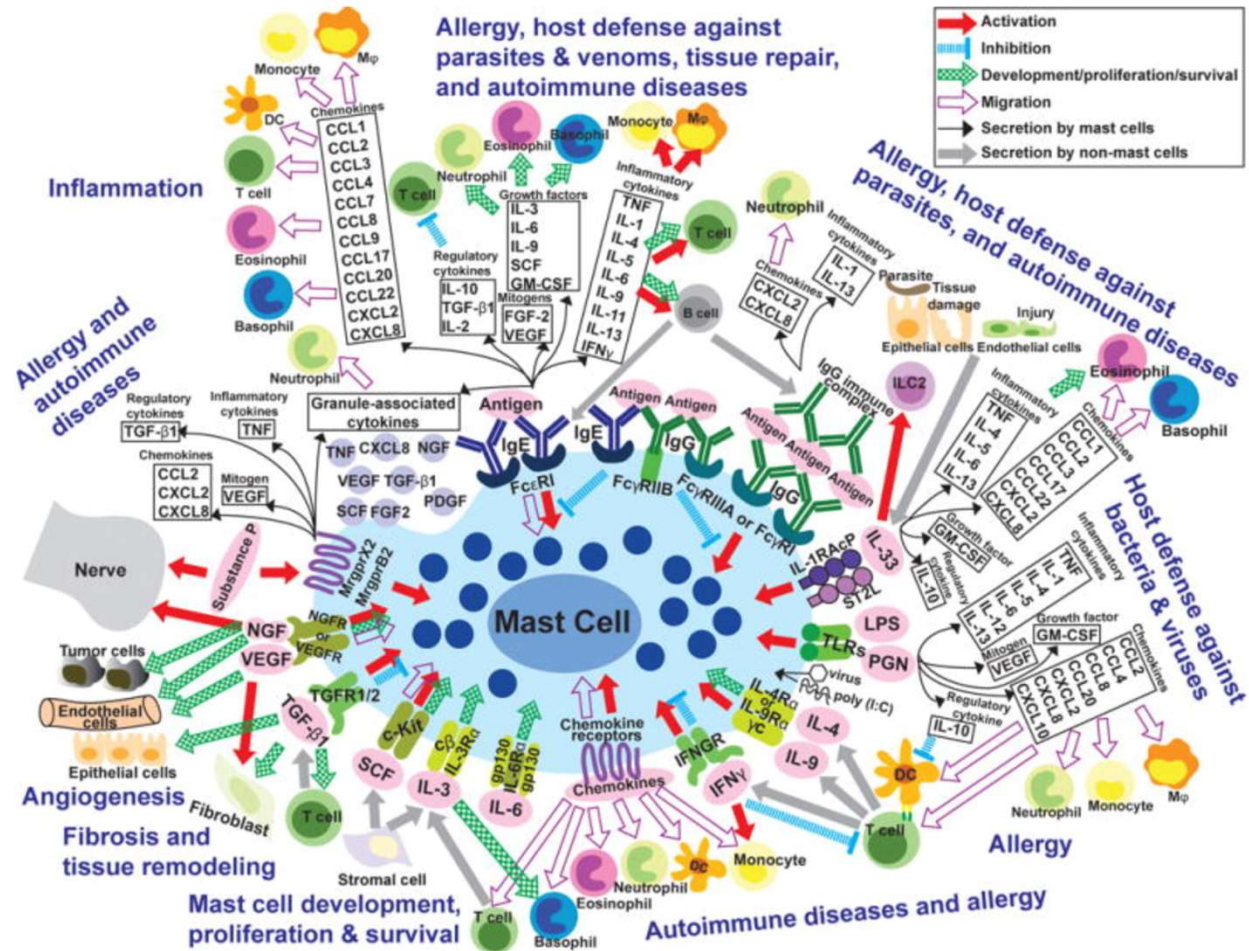 Allergy, host defense against
parasites & venoms, tissue repair,
and autoimmune diseases
Activation
Inhibition
Development/proliferation/survival
Migration
Secretion by mast cells
Secretion by non-mast cells
Monocyte
Mφ
DC
T cell
Eosinophil
Basophil
Chemokines
CCL1
CCL2
CCL3
CCL4
CCL7
CCL8
CCL9
CCL17
CCL20
CCL22
CXCL2
CXCL8
Inflammation
T cell
Neutrophil
Eosinophil
Basophil
Growth factors
IL-3
IL-6
IL-9
SCF
GM-CSF
Regulatory
cytokines
IL-10
TGF-β1
IL-2
Mitogens
FGF-2
VEGF
Monocyte
Mφ
Inflammatory
cytokines
TNF
IL-1
IL-4
IL-5
IL-6
IL-9
IL-11
IL-13
IFNγ
T cell
B cell
Neutrophil
Chemokines
CXCL2
CXCL8
Inflammatory
cytokines
IL-1
IL-13
Allergy, host defense against
parasites, and autoimmune diseases
Parasite
Tissue
damage
Injury
Epithelial cells
Endothelial cells
ILC2
Inflammatory
cytokines
TNF
IL-4
IL-5
IL-6
IL-13
Eosinophil
Basophil
Chemokines
CCL1
CCL2
CCL3
CCL17
CCL22
CXCL2
CXCL8
Growth factor
GM-CSF
Regulatory
cytokine
IL-10
Allergy and
autoimmune
diseases
Neutrophil
Granule-associated
cytokines
Regulatory
cytokines
TGF-β1
Inflammatory
cytokines
TNF
Chemokines
CCL2
CXCL2
CXCL8
Mitogen
VEGF
TNF
CXCL8
NGF
VEGF
TGF-β1
PDGF
SCF
FGF2
Antigen
IgE
IgE
FcεRI
Antigen
Antigen
IgG
FcγRIIB
FcγRIIIA or FcγRI
IgG immune
complex
Antigen
Antigen
Antigen
IgG
IL-33
IL-1RAcP
ST2L
LPS
TLRs
PGN
virus
poly (I:C)
Host defense against
bacteria & viruses
Inflammatory
cytokines
TNF
IL-1
IL-4
IL-5
IL-6
IL-12
IL-13
Growth factor
GM-CSF
Mitogen
VEGF
Chemokines
CCL2
CCL4
CCL8
CCL20
CXCL2
CXCL8
CXCL10
Regulatory
cytokine
IL-10
DC
T cell
Neutrophil
Monocyte
Mφ
Allergy
Nerve
Substance P
MrgprX2
MrgprB2
NGF
VEGF
NGFR
or
VEGFR
Tumor cells
Endothelial
cells
Epithelial cells
TGF-β1
TGFR1/2
Angiogenesis
Fibroblast
T cell
Fibrosis and
tissue remodeling
Mast Cell
c-Kit
SCF
cβ
IL-3Rα
IL-3
gp130
IL-6Rα
gp130
IL-6
Chemokine
receptors
Chemokines
IFNGR
IFNγ
IL-4Rα
or
IL-9Rα
γc
IL-4
IL-9
Stromal cell
Mast cell development,
proliferation & survival
T cell
Basophil
Eosinophil
Neutrophil
DC
Monocyte
Autoimmune diseases and allergy